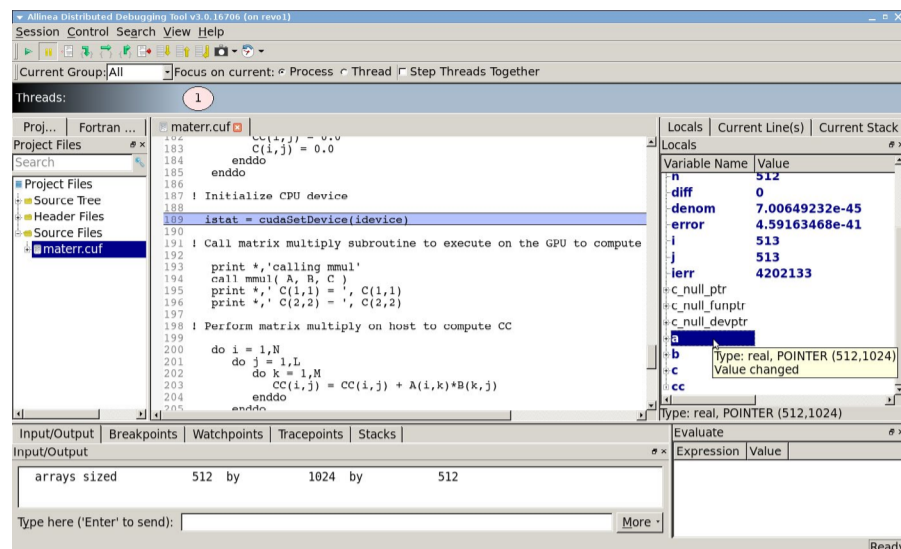 Allinea Distributed Debugging Tool v3.0.16706 (on revo1)
Session Control Search View Help
Current Group: All Focus on current: Process Thread Step Threads Together
Threads:
1
Proj... Fortran ...
Project Files
Search
Project Files
Source Tree
Header Files
Source Files
materr.cuf
materr.cuf
182 CC(i,j) = 0.0
183 C(i,j) = 0.0
184 enddo
185 enddo
186
187 ! Initialize CPU device
188
189 istat = cudaSetDevice(idevice)
190
191 ! Call matrix multiply subroutine to execute on the GPU to compute
192
193 print *,'calling mmul'
194 call mmul( A, B, C )
195 print *,' C(1,1) = ', C(1,1)
196 print *,' C(2,2) = ', C(2,2)
197
198 ! Perform matrix multiply on host to compute CC
199
200 do i = 1,N
201 do j = 1,L
202 do k = 1,M
203 CC(i,j) = CC(i,j) + A(i,k)*B(k,j)
204 enddo
205 enddo
Locals Current Line(s) Current Stack
Locals
Variable Name Value
n 512
diff 0
denom 7.00649232e-45
error 4.59163468e-41
i 513
j 513
ierr 4202133
c_null_ptr
c_null_funptr
c_null_devptr
a
b
c
cc
Type: real, POINTER (512,1024)
Value changed
Type: real, POINTER (512,1024)
Input/Output Breakpoints Watchpoints Tracepoints Stacks
Input/Output
arrays sized 512 by 1024 by 512
Type here ('Enter' to send):
More
Evaluate
Expression Value
Ready